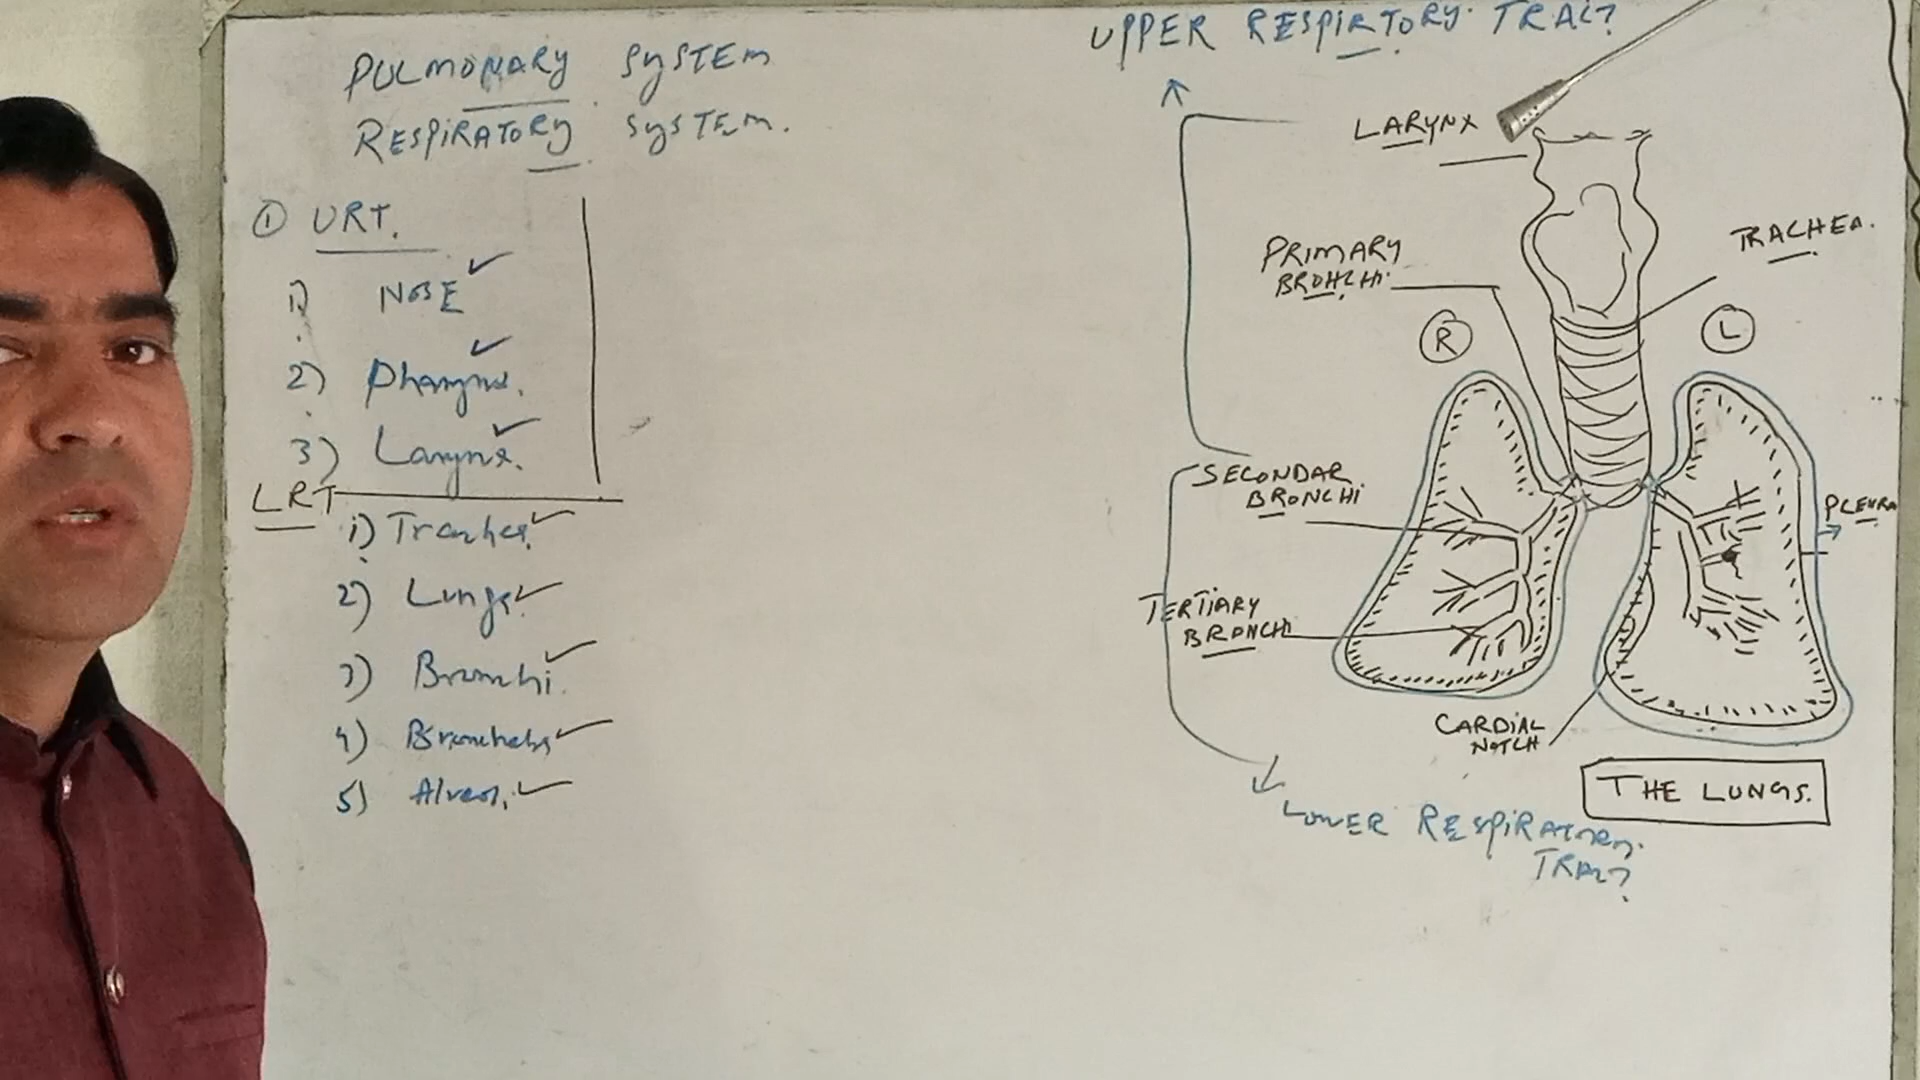 PULMONARY SYSTEM
RESPIRATORY SYSTEM.
① URT.
1) NOSE
2) Pharynx.
3) Larynx.
LRT
1) Trachea
2) Lungs
3) Bronchi
4)
5) Alveoli
UPPER RESPIRTORY TRACT
LARYNX
PRIMARY
BRONCHI
TRACHEA.
R
L
SECONDAR
BRONCHI
PLEURA
TERTIARY
BRONCHI
CARDIAL
NOTCH
THE LUNGS.
LOWER RESPIRATORY
TRACT